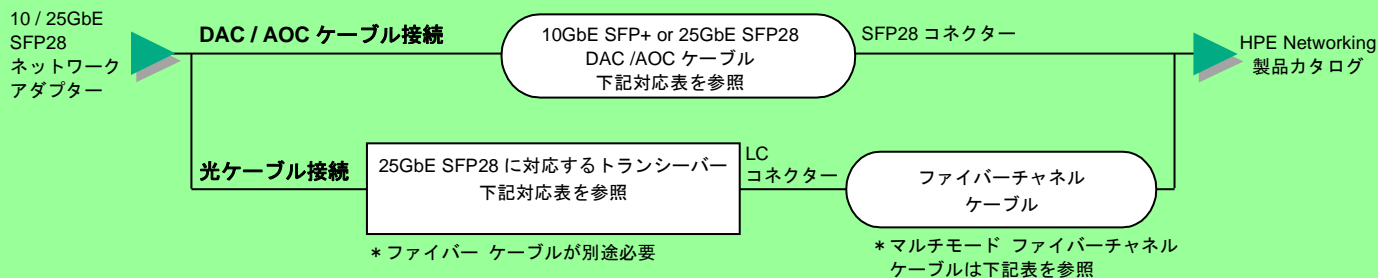 10 / 25GbE
SFP28
ネットワーク
アダプター
DAC / AOC ケーブル接続
10GbE SFP+ or 25GbE SFP28
DAC /AOC ケーブル
下記対応表を参照
SFP28 コネクター
HPE Networking
製品カタログ
光ケーブル接続
25GbE SFP28 に対応するトランシーバー
下記対応表を参照
LC
コネクター
ファイバーチャネル
ケーブル
＊ファイバー ケーブルが別途必要
＊マルチモード ファイバーチャネル
ケーブルは下記表を参照